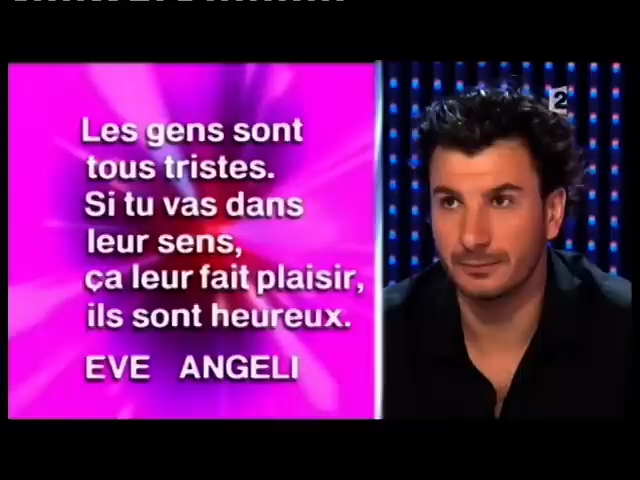 Les gens sont
tous tristes.
Si tu vas dans
leur sens,
ça leur fait plaisir,
ils sont heureux.
EVE ANGELI
2